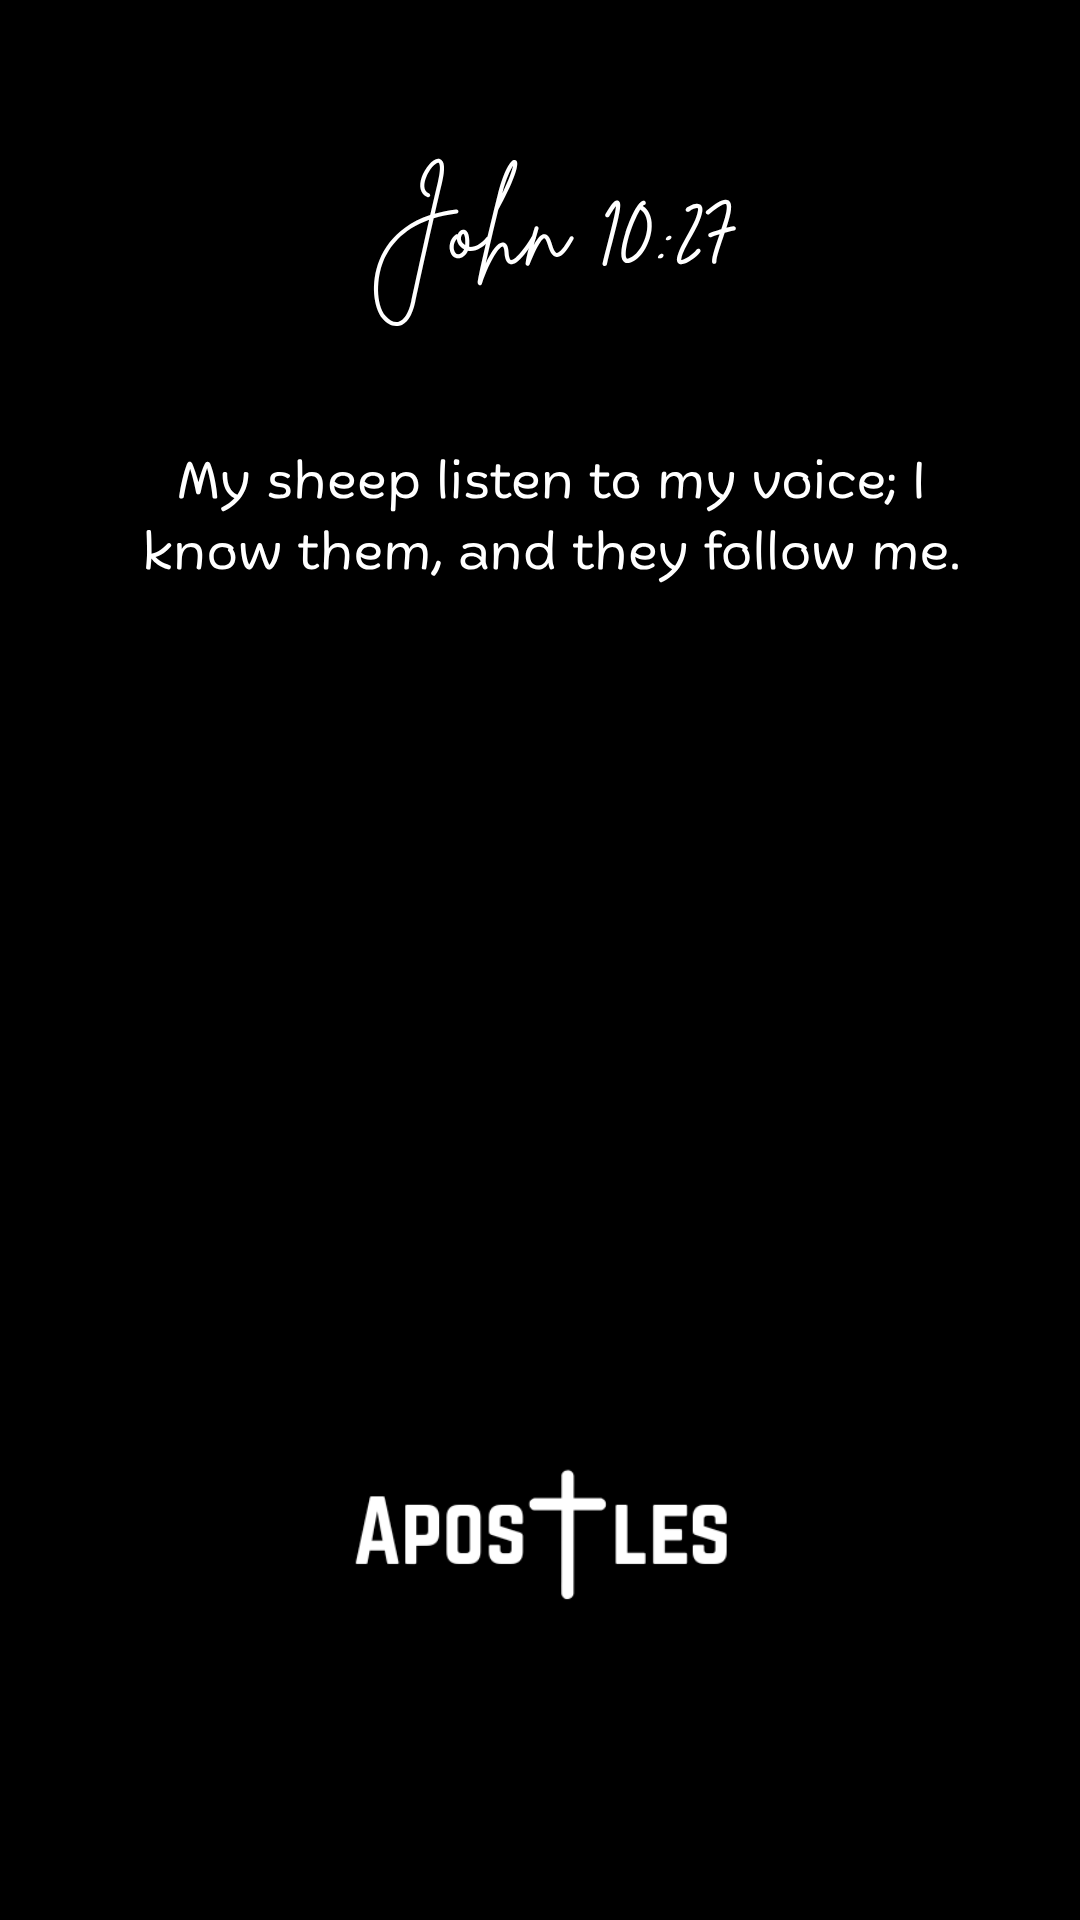 John 10:27
My sheep listen to my voice; I
know them, and they follow me.
APOSTLES